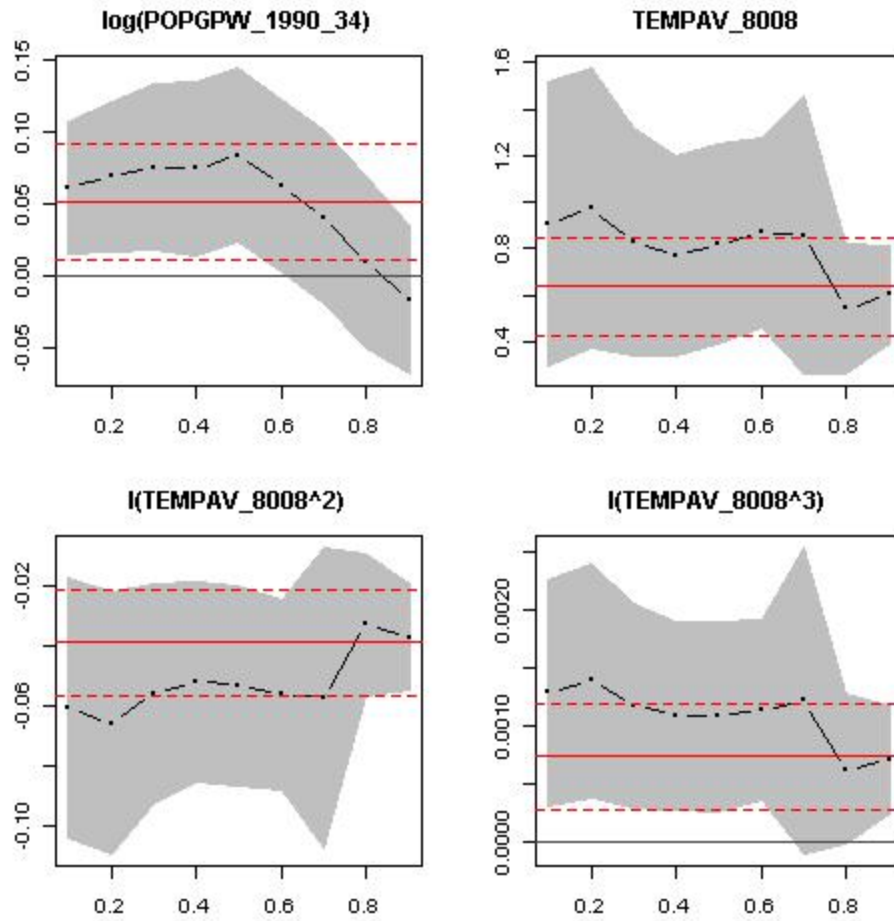 log(POPGPW_1990_34)
0.15
0.10
0.05
0.00
-0.05
0.2 0.4 0.6 0.8
TEMPAV_8008
1.6
1.2
0.8
0.4
0.2 0.4 0.6 0.8
I(TEMPAV_8008^2)
-0.02
-0.06
-0.10
0.2 0.4 0.6 0.8
I(TEMPAV_8008^3)
0.0020
0.0010
0.0000
0.2 0.4 0.6 0.8